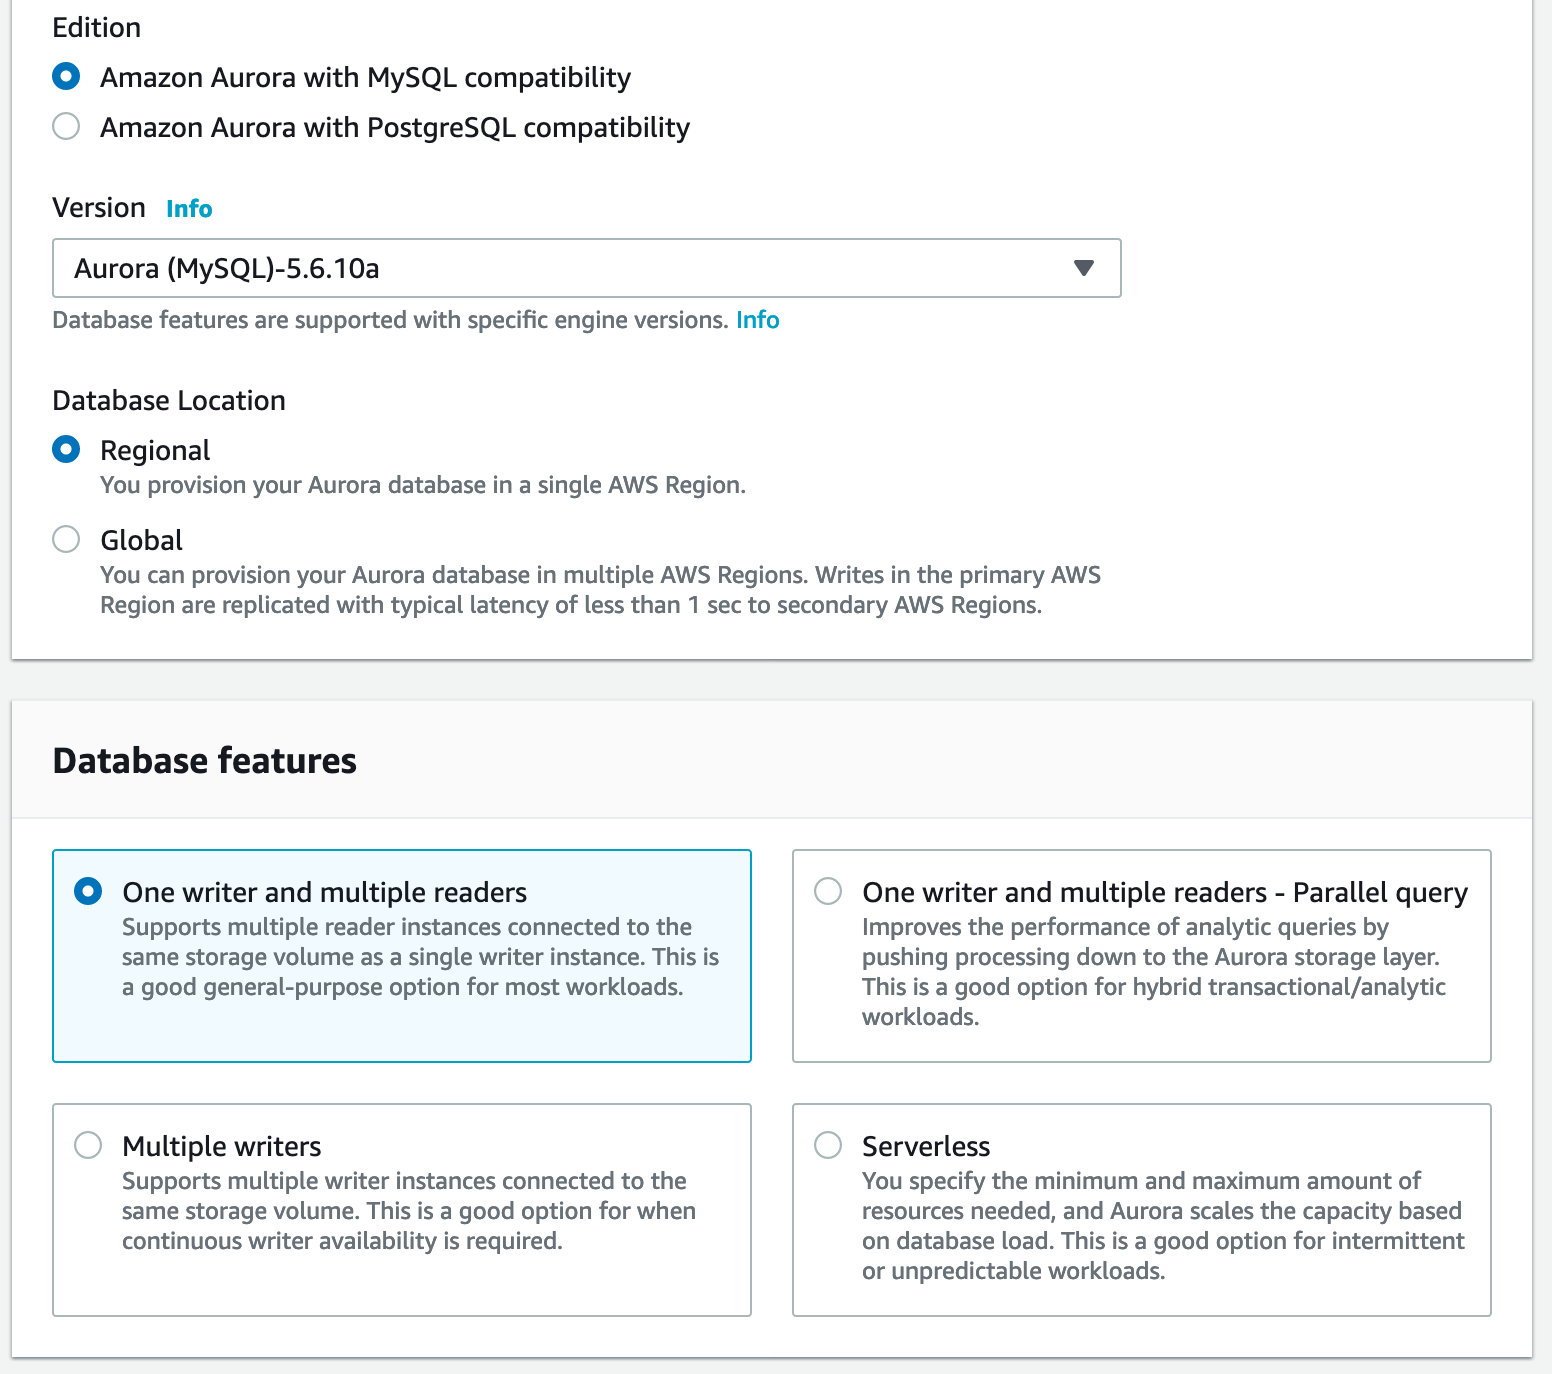 Edition
Amazon Aurora with MySQL compatibility
Amazon Aurora with PostgreSQL compatibility
Version Info
Aurora (MySQL)-5.6.10a
Database features are supported with specific engine versions. Info
Database Location
Regional
You provision your Aurora database in a single AWS Region.
Global
You can provision your Aurora database in multiple AWS Regions. Writes in the primary AWS
Region are replicated with typical latency of less than 1 sec to secondary AWS Regions.
Database features
One writer and multiple readers
Supports multiple reader instances connected to the
same storage volume as a single writer instance. This is
a good general-purpose option for most workloads.
One writer and multiple readers - Parallel query
Improves the performance of analytic queries by
pushing processing down to the Aurora storage layer.
This is a good option for hybrid transactional/analytic
workloads.
Multiple writers
Supports multiple writer instances connected to the
same storage volume. This is a good option for when
continuous writer availability is required.
Serverless
You specify the minimum and maximum amount of
resources needed, and Aurora scales the capacity based
on database load. This is a good option for intermittent
or unpredictable workloads.